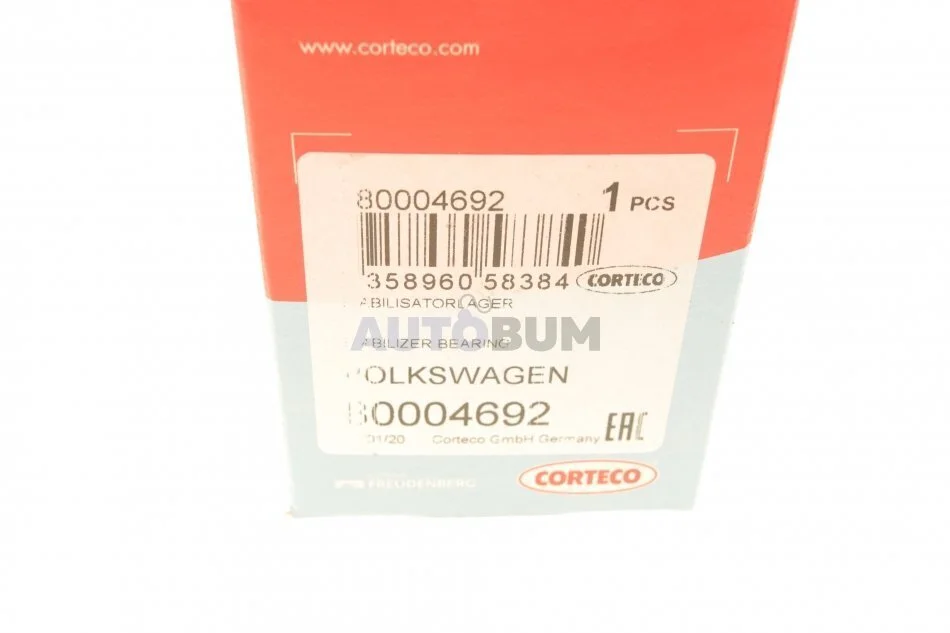 www.corteco.com
80004692
1 PCS
358960 58384
CORTECO
ABILISATORLAGER
AUTOBUM
ABILIZER BEARING
OLKSWAGEN
80004692
01/20 Corteco GmbH Germany
EAC
FREUDENBERG
CORTECO